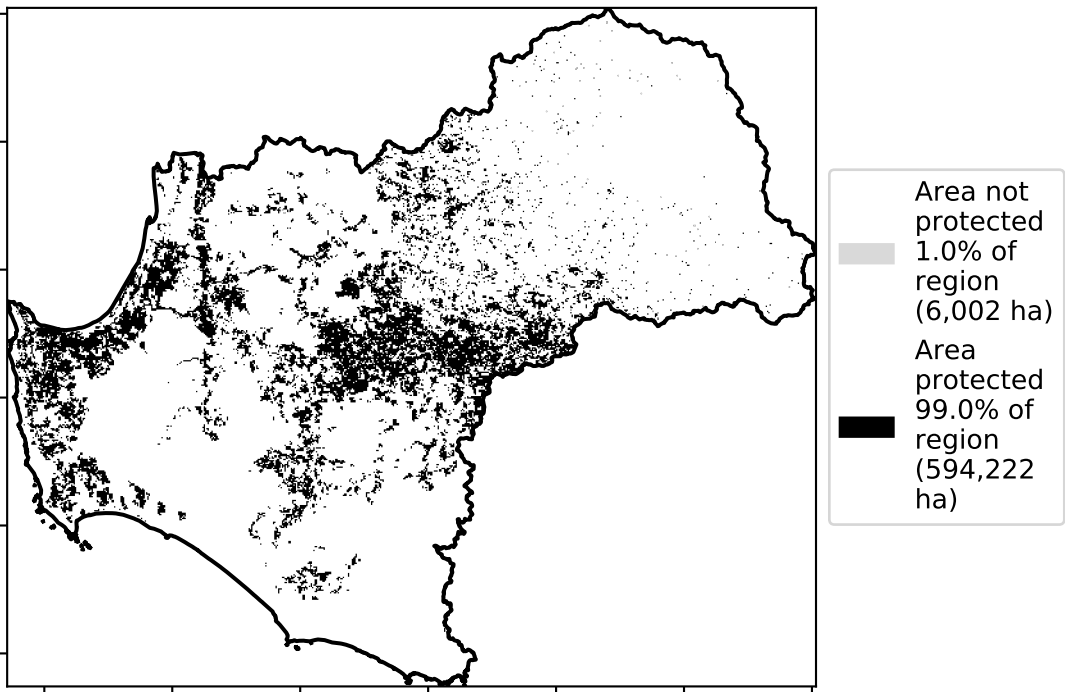 Area not
protected
1.0% of
region
(6,002 ha)
Area
protected
99.0% of
region
(594,222
ha)